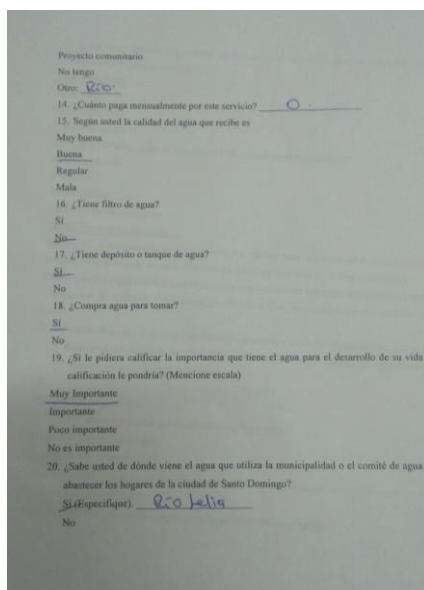 Proyecto comunitario
No tengo
Otro: Río.
14. ¿Cuánto paga mensualmente por este servicio? 0.
15. Según usted la calidad del agua que recibe es
Muy buena
Buena
Regular
Mala
16. ¿Tiene filtro de agua?
Si
No
17. ¿Tiene depósito o tanque de agua?
Si
No
18. ¿Compra agua para tomar?
Si
No
19. ¿Si le pidiera calificar la importancia que tiene el agua para el desarrollo de su vida
calificación le pondría? (Mencione escala)
Muy Importante
Importante
Poco importante
No es importante
20. ¿Sabe usted de dónde viene el agua que utiliza la municipalidad o el comité de agua
abastecer los hogares de la ciudad de Santo Domingo?
Si (Especifique) Río Lelia
No